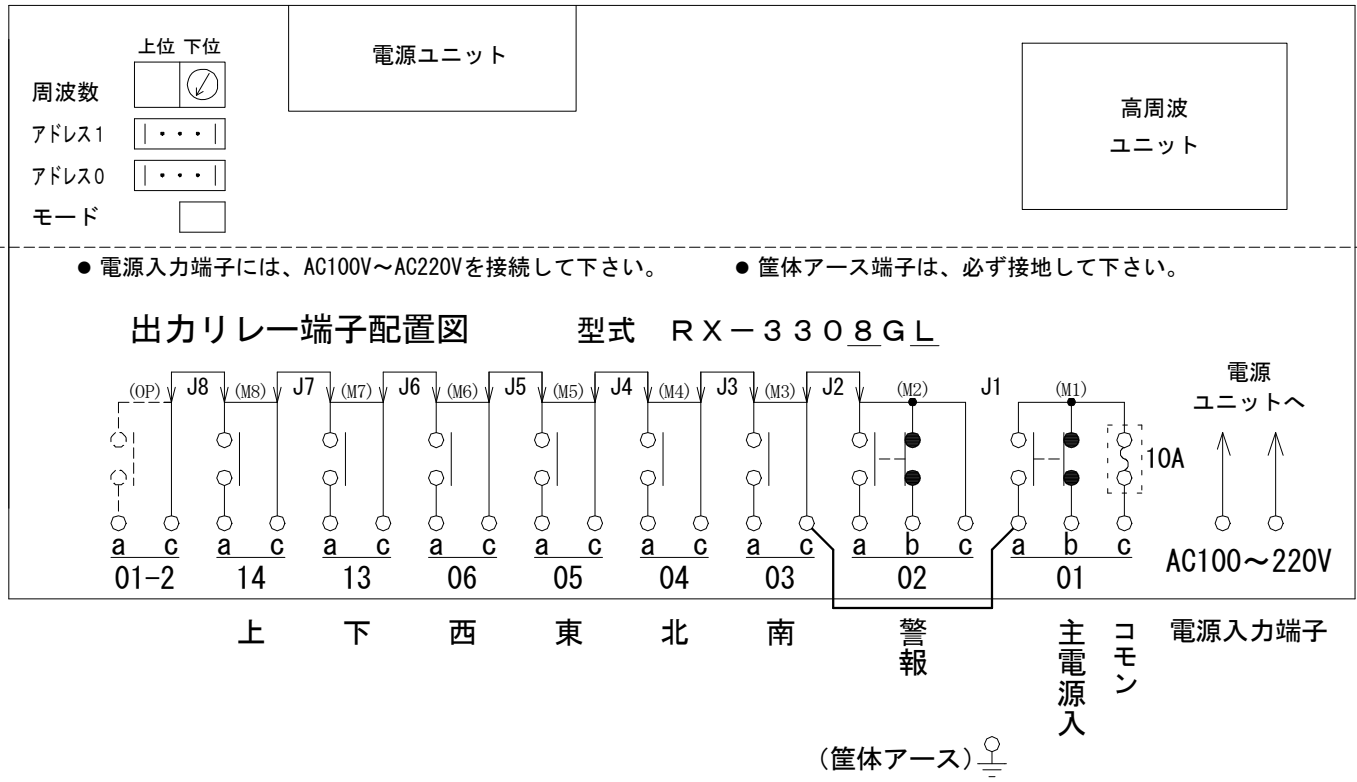 上位 下位
周波数
アドレス1
アドレス0
モード
電源ユニット
高周波
ユニット
● 電源入力端子には、AC100V～AC220Vを接続して下さい。 ● 筐体アース端子は、必ず接地して下さい。
出力リレー端子配置図 型式 RX－3308GL
(OP) J8 (M8) J7 (M7) J6 (M6) J5 (M5) J4 (M4) J3 (M3) J2 (M2) J1 (M1)
電源
ユニットへ
10A
a c a c a c a c a c a c a c a b c a b c
01-2 14 13 06 05 04 03 02 01 AC100～220V
上 下 西 東 北 南 警報 主電源入 コモン 電源入力端子
(筐体アース)